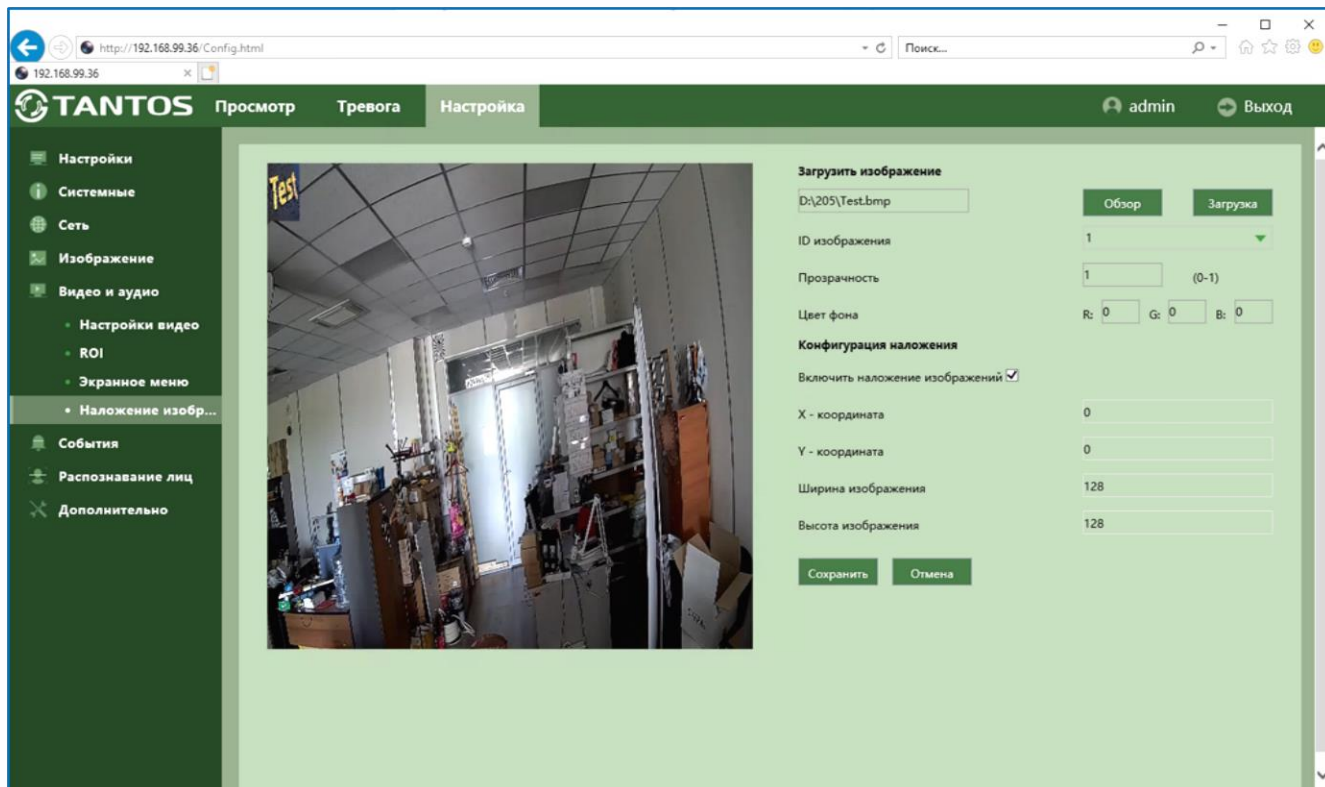 http://192.168.99.36/Config.html
Поиск...
192.168.99.36
TANTOS Просмотр Тревога Настройка admin Выход
Настройки
Системные
Сеть
Изображение
Видео и аудио
Настройки видео
ROI
Экранное меню
Наложение изобр...
События
Распознавание лиц
Дополнительно
Test
Загрузить изображение
D:\205\Test.bmp Обзор Загрузка
ID изображения 1
Прозрачность 1 (0-1)
Цвет фона R: 0 G: 0 B: 0
Конфигурация наложения
Включить наложение изображений
X - координата 0
Y - координата 0
Ширина изображения 128
Высота изображения 128
Сохранить Отмена